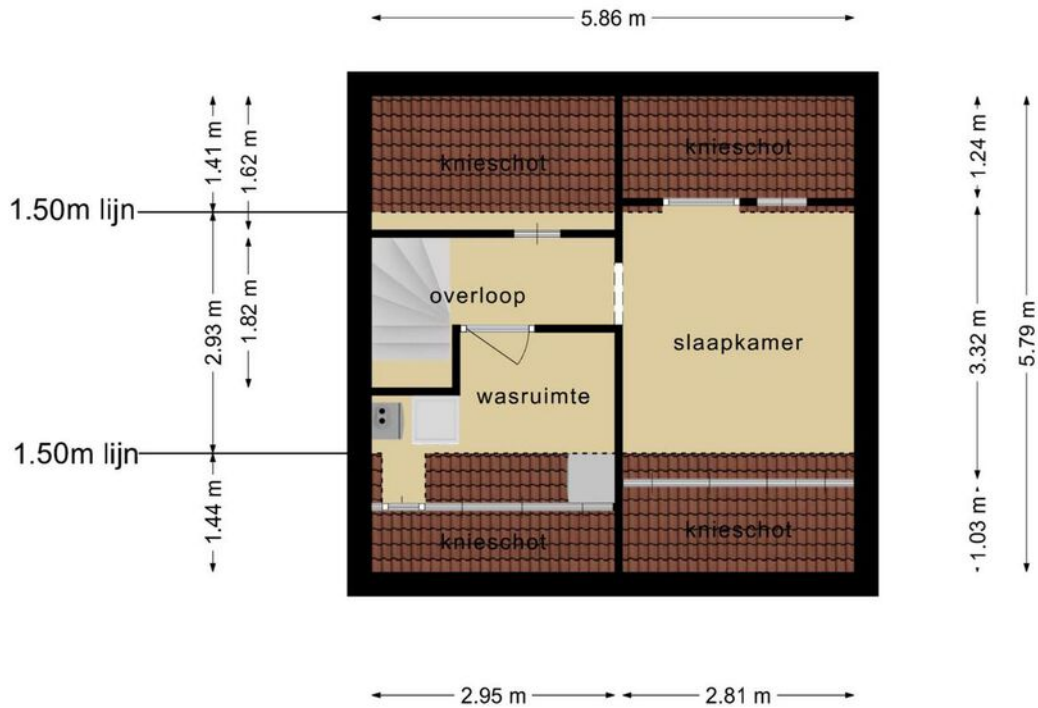 5.86 m
1.41 m
1.62 m
1.24 m
knieschot
knieschot
1.50m lijn
overloop
1.82 m
2.93 m
slaapkamer
3.32 m
5.79 m
wasruimte
1.50m lijn
1.44 m
1.03 m
knieschot
knieschot
2.95 m
2.81 m